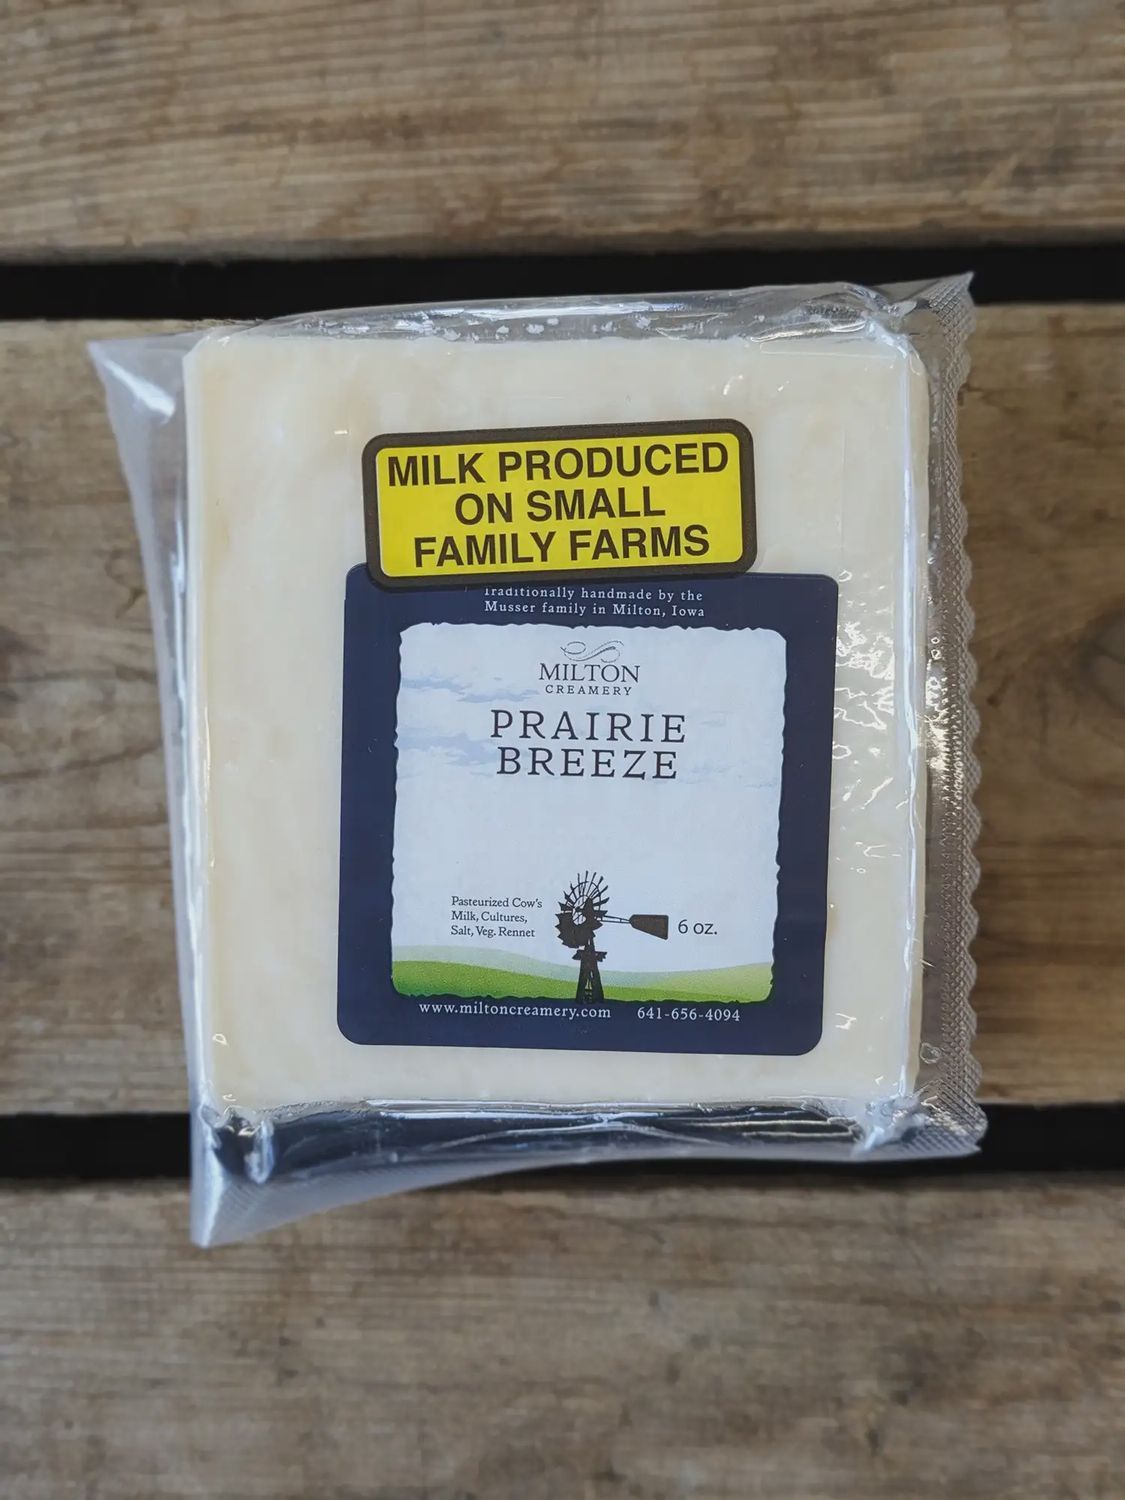 MILK PRODUCED
ON SMALL
FAMILY FARMS
Traditionally handmade by the
Musser family in Milton, Iowa
MILTON
CREAMERY
PRAIRIE
BREEZE
Pasteurized Cow's
Milk, Cultures,
Salt, Veg. Rennet
6 oz.
www.miltoncreamery.com 641-656-4094